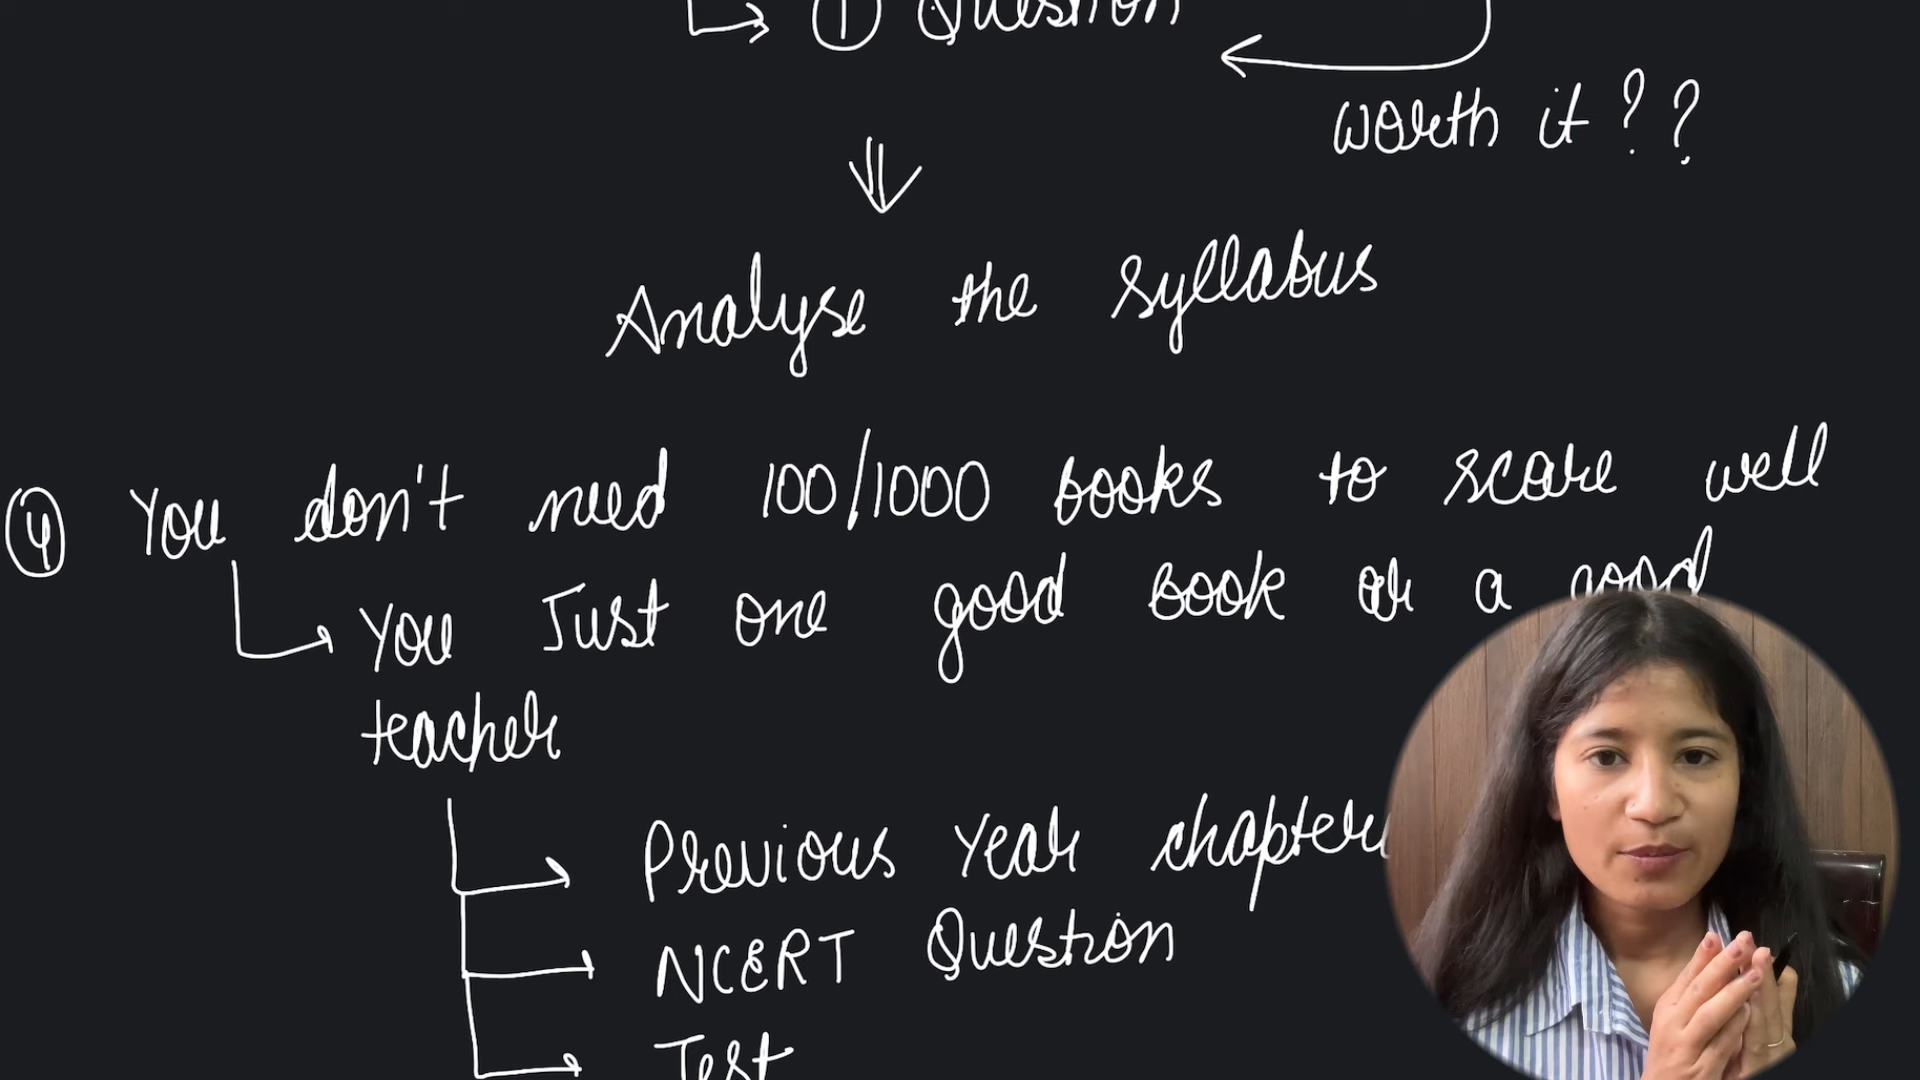 ① Question
worth it??
Analyse the syllabus
④ You don't need 100/1000 books to score well
You Just one good book or a good
teacher
Previous Year chapter
NCERT Question
Test